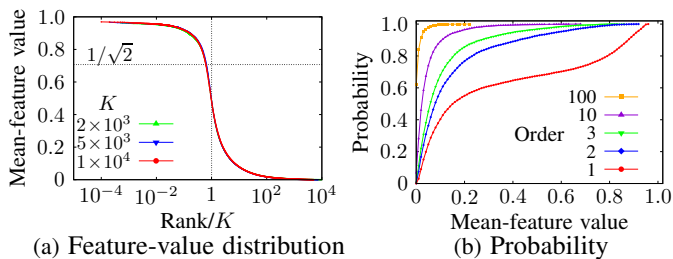 Mean-feature value
1.0
0.8
0.6
0.4
0.2
0
1/√2
K
2×10³
5×10³
1×10⁴
10⁻⁴ 10⁻² 1 10² 10⁴
Rank/K
(a) Feature-value distribution
Probability
1.0
0.8
0.6
0.4
0.2
0
Order
100
10
3
2
1
0 0.2 0.4 0.6 0.8 1.0
Mean-feature value
(b) Probability